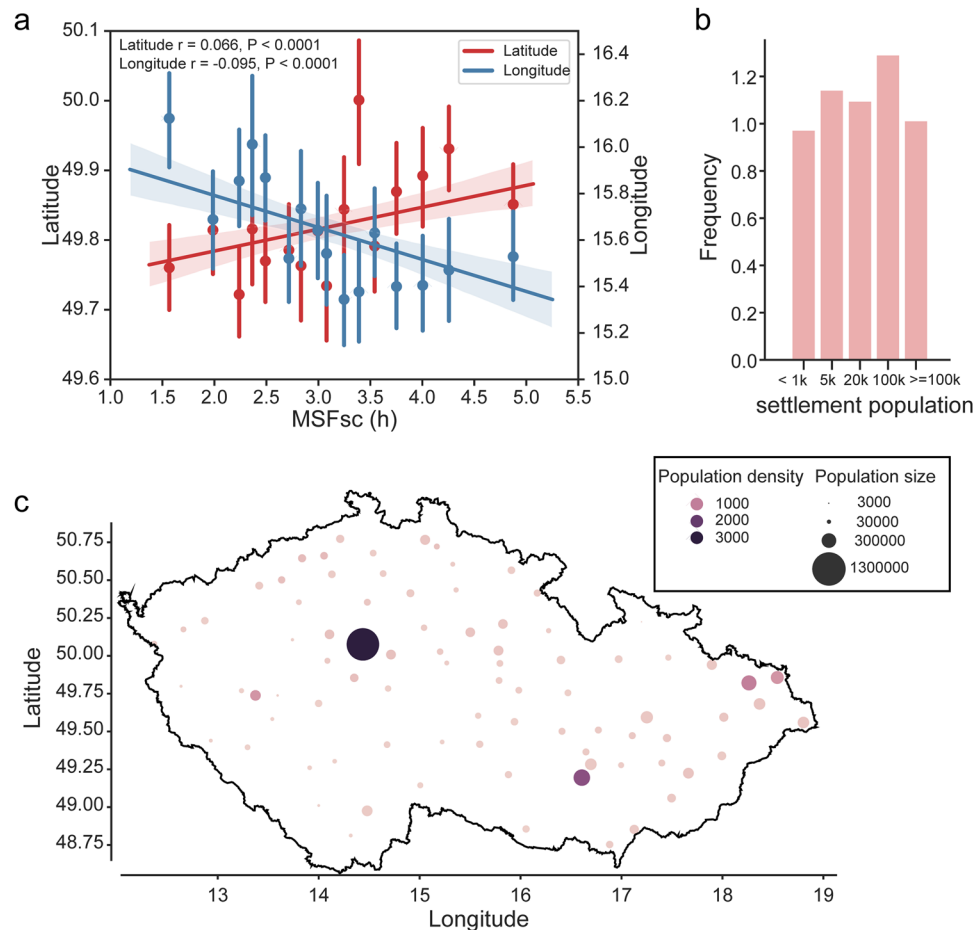 a
Latitude r = 0.066, P < 0.0001
Longitude r = -0.095, P < 0.0001
Latitude
Longitude
50.1
50.0
49.9
49.8
49.7
49.6
Latitude
16.4
16.2
16.0
15.8
15.6
15.4
15.2
15.0
Longitude
1.0 1.5 2.0 2.5 3.0 3.5 4.0 4.5 5.0 5.5
MSFsc (h)
b
1.2
1.0
0.8
0.6
0.4
0.2
0.0
Frequency
< 1k 5k 20k 100k >=100k
settlement population
c
Population density Population size
1000 3000
2000 30000
3000 300000
1300000
50.75
50.50
50.25
50.00
49.75
49.50
49.25
49.00
48.75
Latitude
13 14 15 16 17 18 19
Longitude